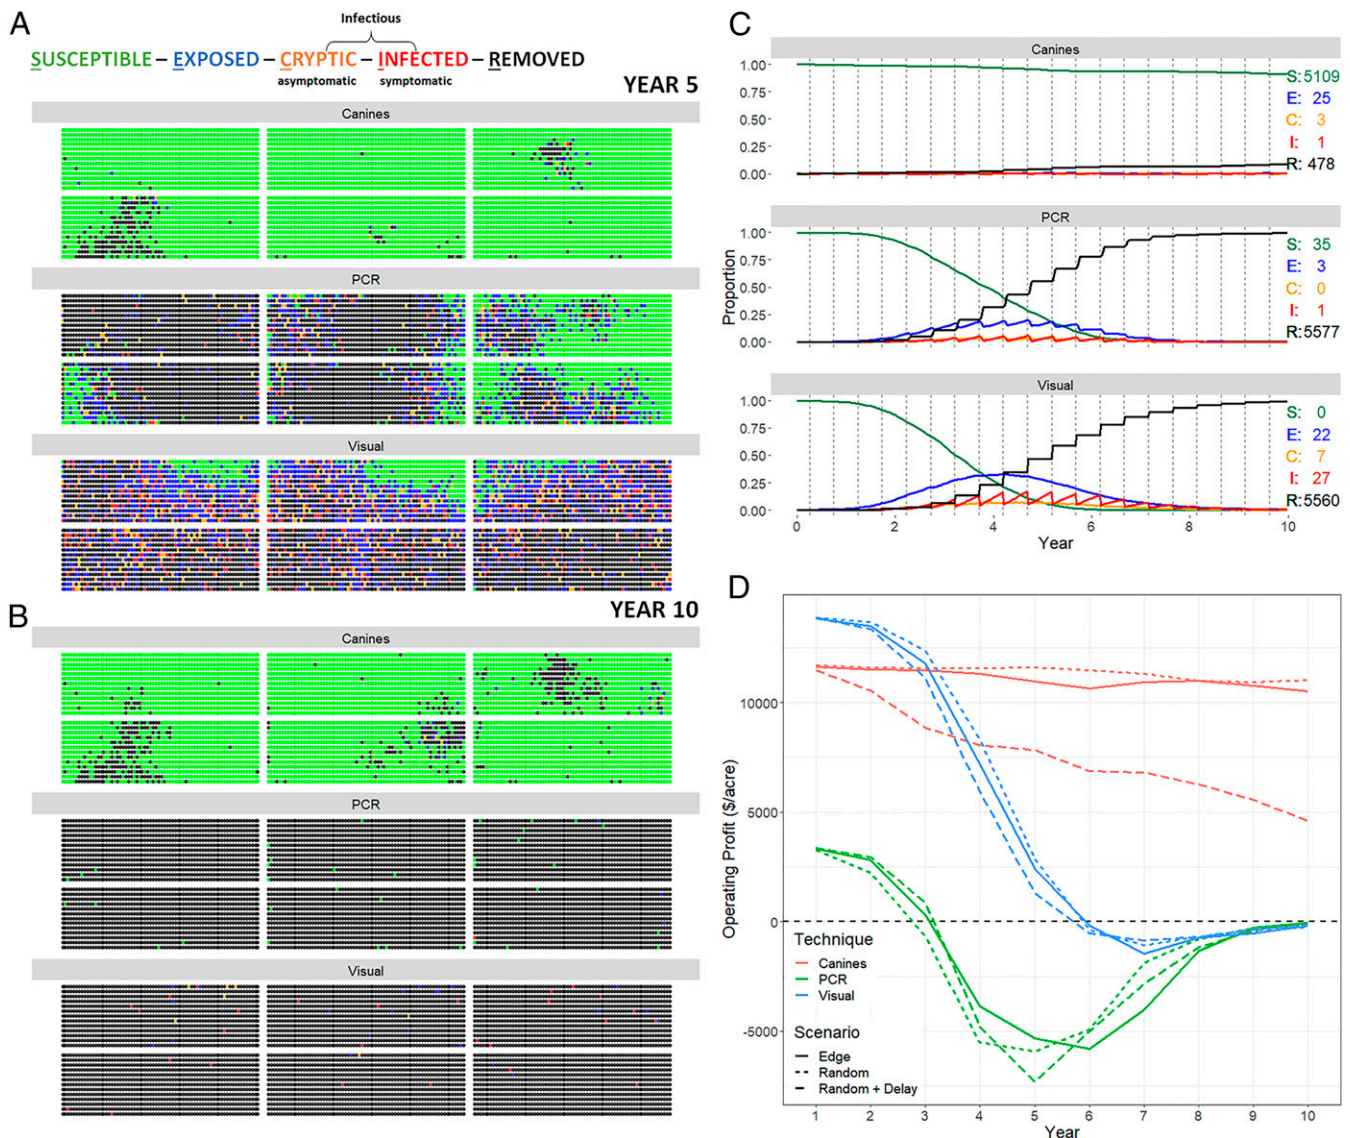 A
Infectious
SUSCEPTIBLE – EXPOSED – CRYPTIC – INFECTED – REMOVED
asymptomatic symptomatic
YEAR 5
Canines
PCR
Visual
B
YEAR 10
Canines
PCR
Visual
C
Canines
1.00
0.75
0.50
0.25
0.00
S: 5109
E: 25
C: 3
I: 1
R: 478
PCR
1.00
0.75
0.50
0.25
0.00
S: 35
E: 3
C: 0
I: 1
R: 5577
Visual
1.00
0.75
0.50
0.25
0.00
S: 0
E: 22
C: 7
I: 27
R: 5560
Proportion
0 2 4 6 8 10
Year
D
10000
5000
0
-5000
Operating Profit ($/acre)
Technique
Canines
PCR
Visual
Scenario
Edge
Random
Random + Delay
1 2 3 4 5 6 7 8 9 10
Year